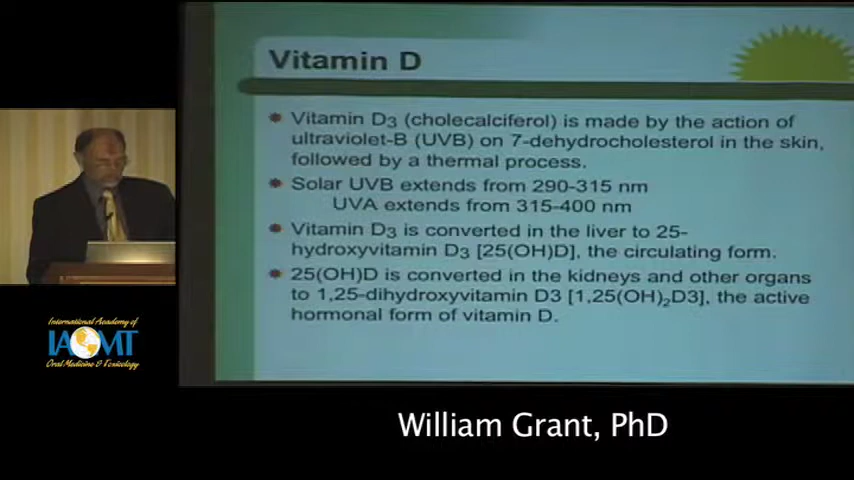 Vitamin D
Vitamin D3 (cholecalciferol) is made by the action of
ultraviolet-B (UVB) on 7-dehydrocholesterol in the skin,
followed by a thermal process.
Solar UVB extends from 290-315 nm
UVA extends from 315-400 nm
Vitamin D3 is converted in the liver to 25-
hydroxyvitamin D3 [25(OH)D], the circulating form.
25(OH)D is converted in the kidneys and other organs
to 1,25-dihydroxyvitamin D3 [1,25(OH)2D3], the active
hormonal form of vitamin D.
International Academy of
IAOMT
Oral Medicine & Toxicology
William Grant, PhD